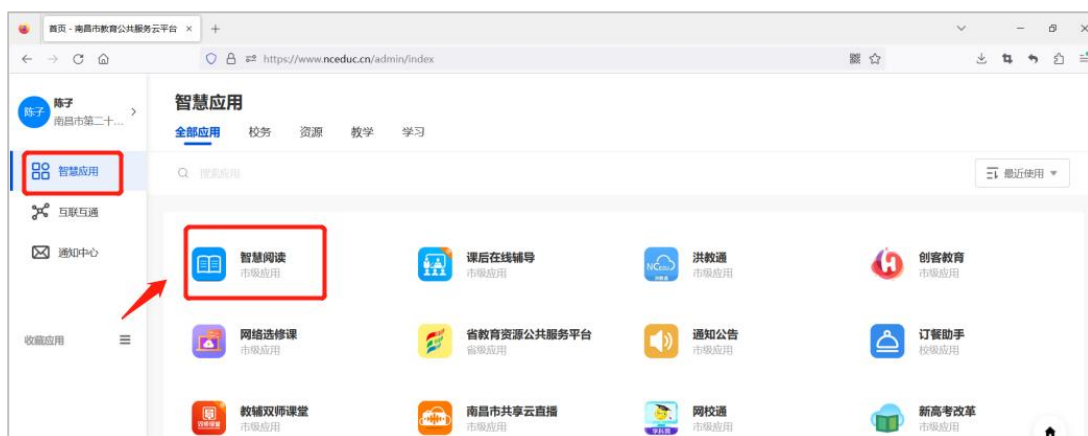 首页 - 南昌市教育公共服务云平台
https://www.nceduc.cn/admin/index
陈子
陈子
南昌市第二十...
智慧应用
互联互通
通知中心
收藏应用
智慧应用
全部应用 校务 资源 教学 学习
搜索应用
最近使用
智慧阅读 课后在线辅导 洪教通 创客教育
市级应用 市级应用 市级应用 市级应用
网络选修课 省教育资源公共服务平台 通知公告 订餐助手
市级应用 省级应用 市级应用 校级应用
教辅双师课堂 南昌市共享云直播 网校通 新高考改革
市级应用 市级应用 市级应用 市级应用